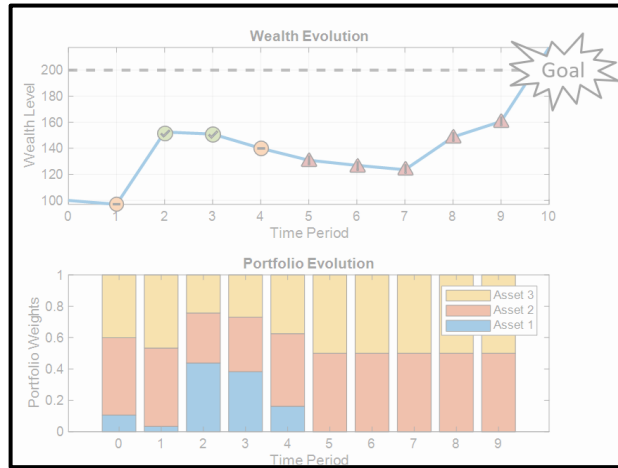 Wealth Evolution
Wealth Level
200
180
160
140
120
100
Goal
0 1 2 3 4 5 6 7 8 9 10
Time Period
Portfolio Evolution
Portfolio Weights
1
0.8
0.6
0.4
0.2
0
Asset 3
Asset 2
Asset 1
0 1 2 3 4 5 6 7 8 9
Time Period